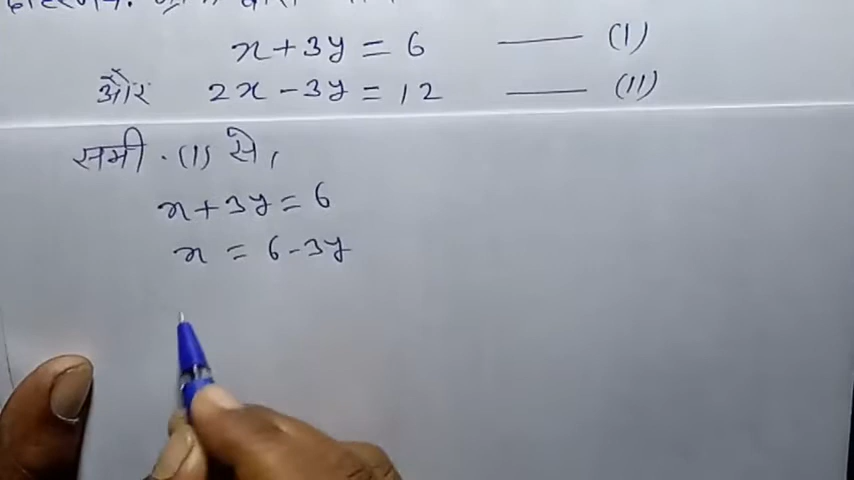 x + 3y = 6 —— (I)
और 2x - 3y = 12 —— (II)
समी. (I) से,
x + 3y = 6
x = 6 - 3y